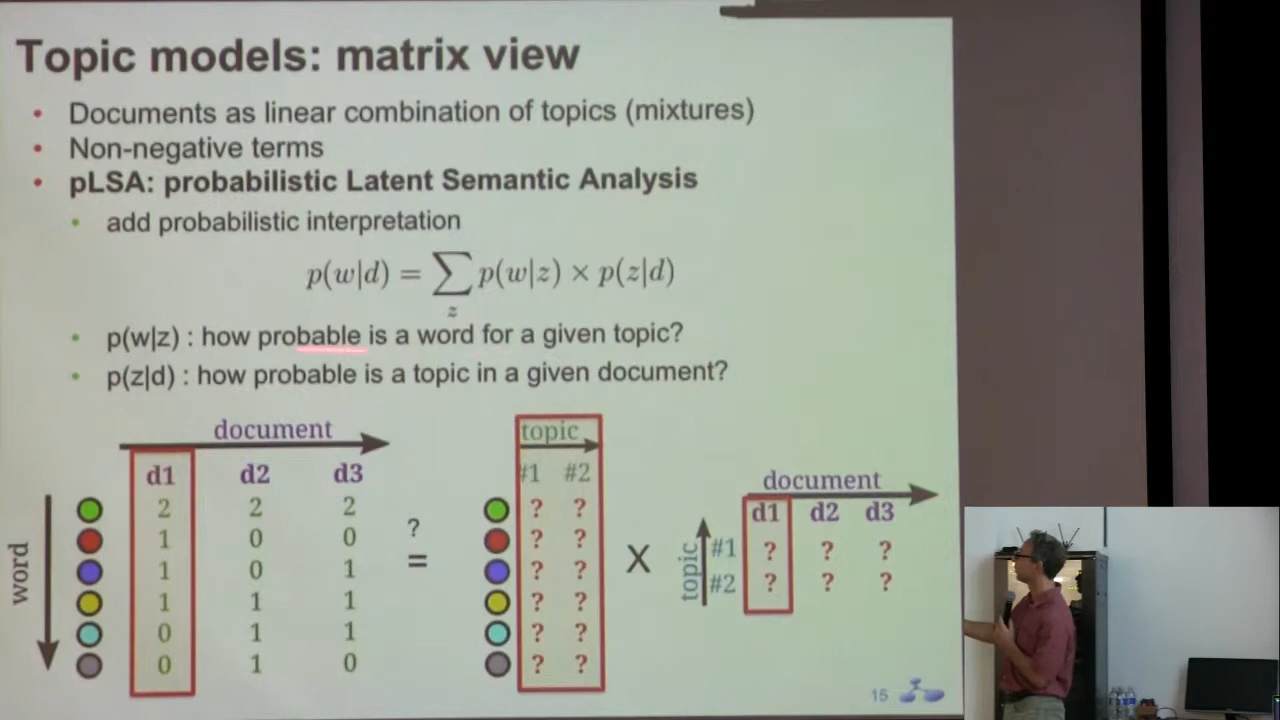 Topic models: matrix view
• Documents as linear combination of topics (mixtures)
• Non-negative terms
• pLSA: probabilistic Latent Semantic Analysis
• add probabilistic interpretation
p(w|d) = ∑ p(w|z) × p(z|d)
z
• p(w|z) : how probable is a word for a given topic?
• p(z|d) : how probable is a topic in a given document?
document
d1 d2 d3
2 2 2
1 0 0
1 0 1
1 1 1
0 1 1
0 1 0
word
?
=
topic
#1 #2
? ?
? ?
? ?
? ?
? ?
? ?
X
document
d1 d2 d3
#1 ? ? ?
#2 ? ? ?
topic
15